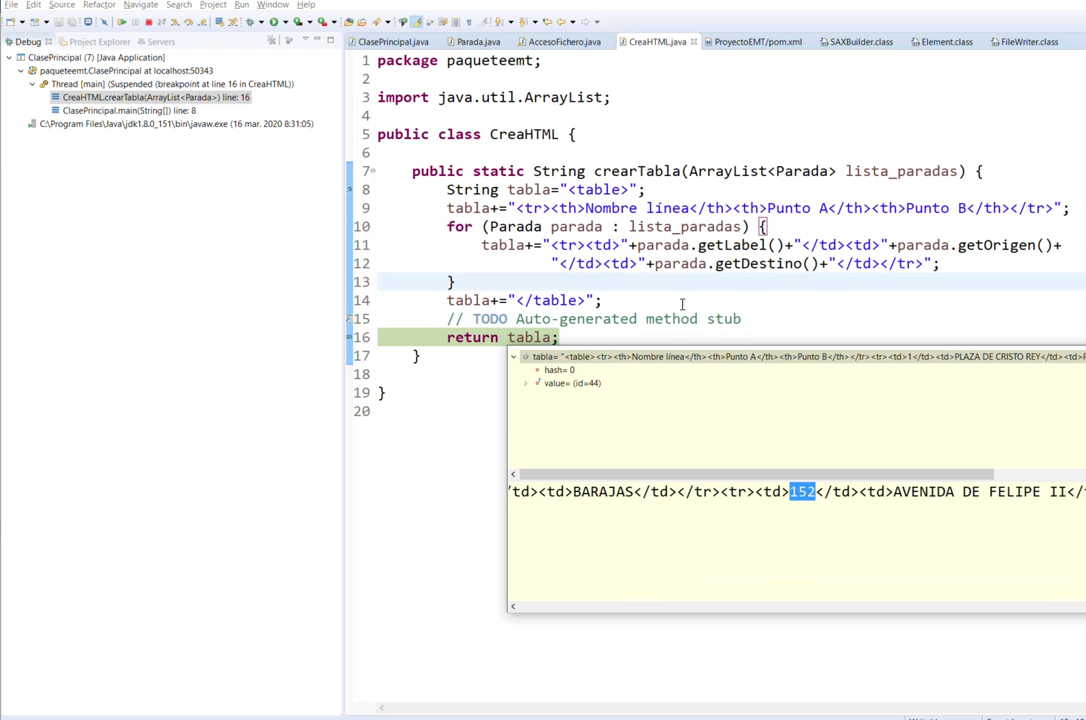 File Edit Source Refactor Navigate Search Project Run Window Help
Debug Project Explorer Servers
ClasePrincipal.java Parada.java AccesoFichero.java CreaHTML.java ProyectoEMT/pom.xml SAXBuilder.class Element.class FileWriter.class
ClasePrincipal (7) [Java Application]
paqueteemt.ClasePrincipal at localhost:50343
Thread [main] (Suspended (breakpoint at line 16 in CreaHTML))
CreaHTML.crearTabla(ArrayList<Parada>) line: 16
ClasePrincipal.main(String[]) line: 8
C:\Program Files\Java\jdk1.8.0_151\bin\javaw.exe (16 mar. 2020 8:31:05)
1 package paqueteemt;
2
3 import java.util.ArrayList;
4
5 public class CreaHTML {
6
7 public static String crearTabla(ArrayList<Parada> lista_paradas) {
8 String tabla="<table>";
9 tabla+="<tr><th>Nombre línea</th><th>Punto A</th><th>Punto B</th></tr>";
10 for (Parada parada : lista_paradas) {
11 tabla+="<tr><td>"+parada.getLabel()+"</td><td>"+parada.getOrigen()+
12 "</td><td>"+parada.getDestino()+"</td></tr>";
13 }
14 tabla+="</table>";
15 // TODO Auto-generated method stub
16 return tabla;
17 }
18
19 }
20
tabla= "<table><tr><th>Nombre línea</th><th>Punto A</th><th>Punto B</th></tr><tr><td>1</td><td>PLAZA DE CRISTO REY</td><td>
hash= 0
value= (id=44)
td><td>BARAJAS</td></tr><tr><td>152</td><td>AVENIDA DE FELIPE II</